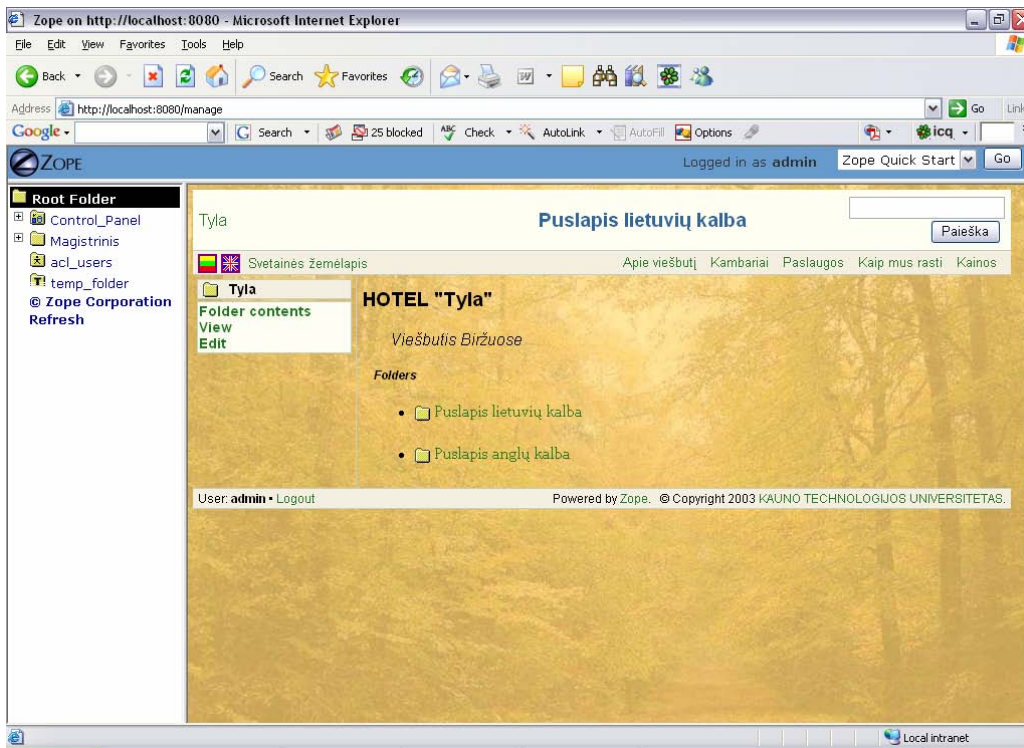 Zope on http://localhost:8080 - Microsoft Internet Explorer
File Edit View Favorites Tools Help
Back Search Favorites
Address http://localhost:8080/manage Go
Google Search 25 blocked ABC Check AutoLink AutoFill Options icq
ZOPE Logged in as admin Zope Quick Start Go
Root Folder
Control_Panel
Magistrinis
acl_users
temp_folder
© Zope Corporation
Refresh
Tyla Puslapis lietuvių kalba Paieška
Svetainės žemėlapis Apie viešbutį Kambariai Paslaugos Kaip mus rasti Kainos
Tyla
Folder contents
View
Edit
HOTEL "Tyla"
Viešbutis Biržuose
Folders
Puslapis lietuvių kalba
Puslapis anglų kalba
User: admin • Logout Powered by Zope. © Copyright 2003 KAUNO TECHNOLOGIJOS UNIVERSITETAS.
Local intranet